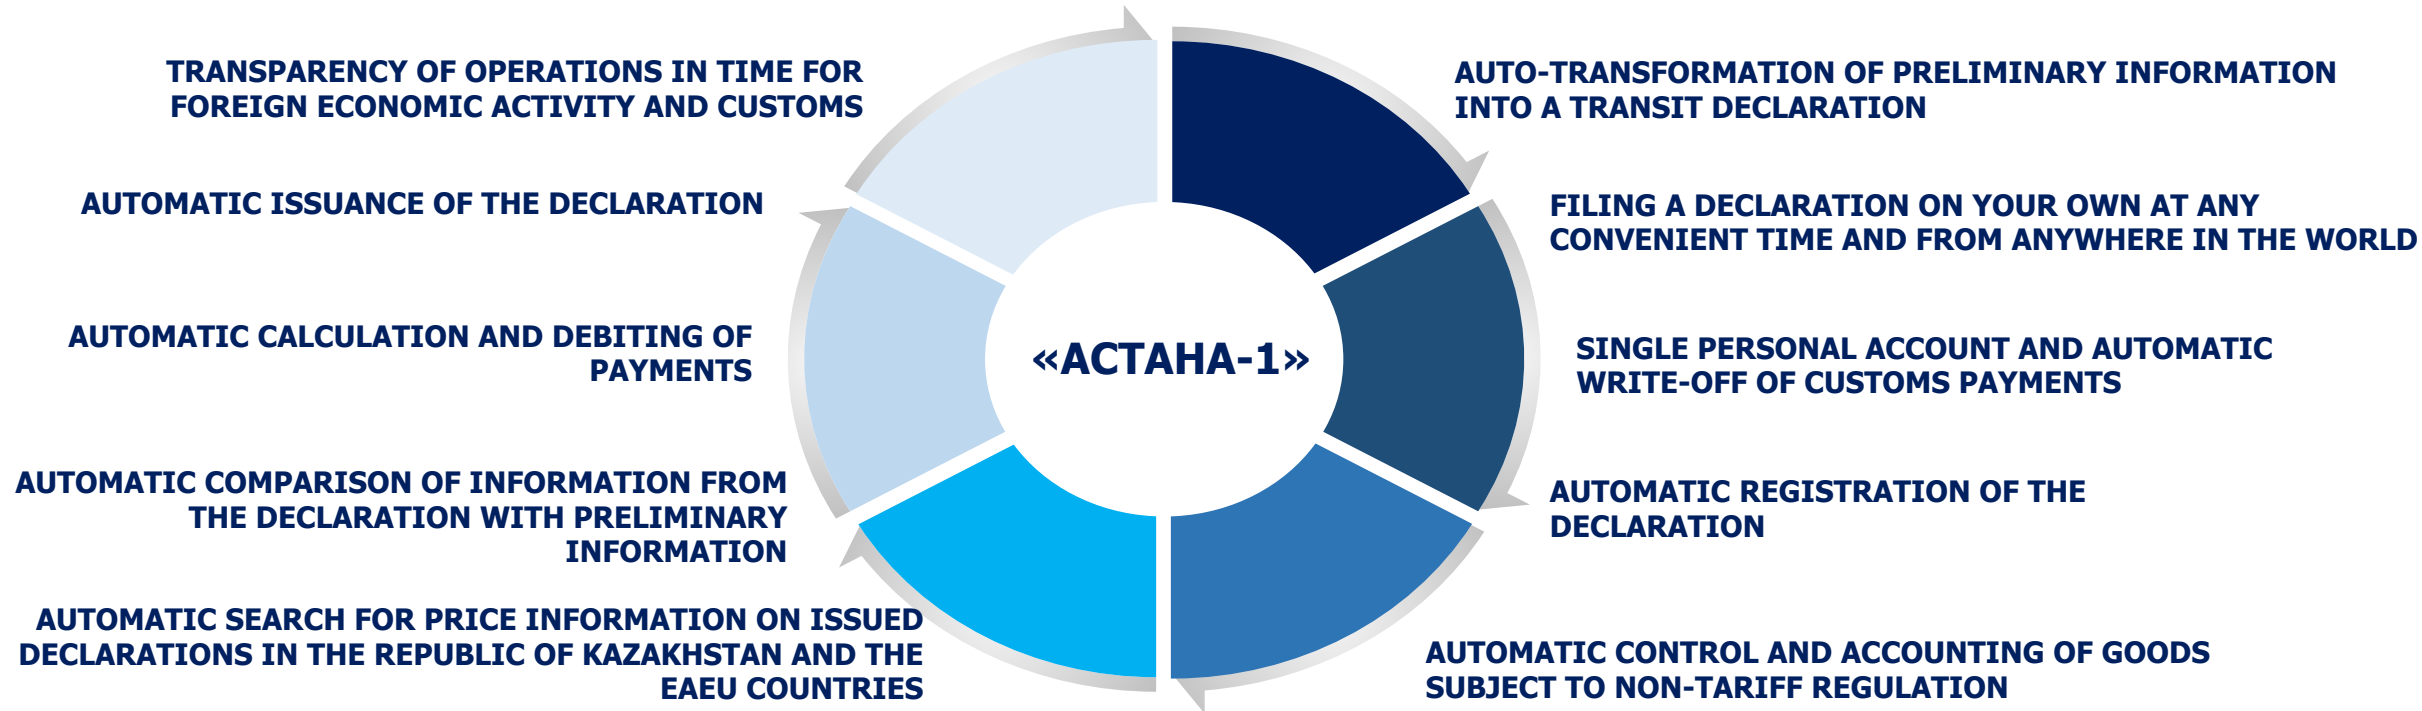 TRANSPARENCY OF OPERATIONS IN TIME FOR
FOREIGN ECONOMIC ACTIVITY AND CUSTOMS
AUTOMATIC ISSUANCE OF THE DECLARATION
AUTOMATIC CALCULATION AND DEBITING OF
PAYMENTS
AUTOMATIC COMPARISON OF INFORMATION FROM
THE DECLARATION WITH PRELIMINARY
INFORMATION
AUTOMATIC SEARCH FOR PRICE INFORMATION ON ISSUED
DECLARATIONS IN THE REPUBLIC OF KAZAKHSTAN AND THE
EAEU COUNTRIES
«АСТАНА-1»
AUTO-TRANSFORMATION OF PRELIMINARY INFORMATION
INTO A TRANSIT DECLARATION
FILING A DECLARATION ON YOUR OWN AT ANY
CONVENIENT TIME AND FROM ANYWHERE IN THE WORLD
SINGLE PERSONAL ACCOUNT AND AUTOMATIC
WRITE-OFF OF CUSTOMS PAYMENTS
AUTOMATIC REGISTRATION OF THE
DECLARATION
AUTOMATIC CONTROL AND ACCOUNTING OF GOODS
SUBJECT TO NON-TARIFF REGULATION